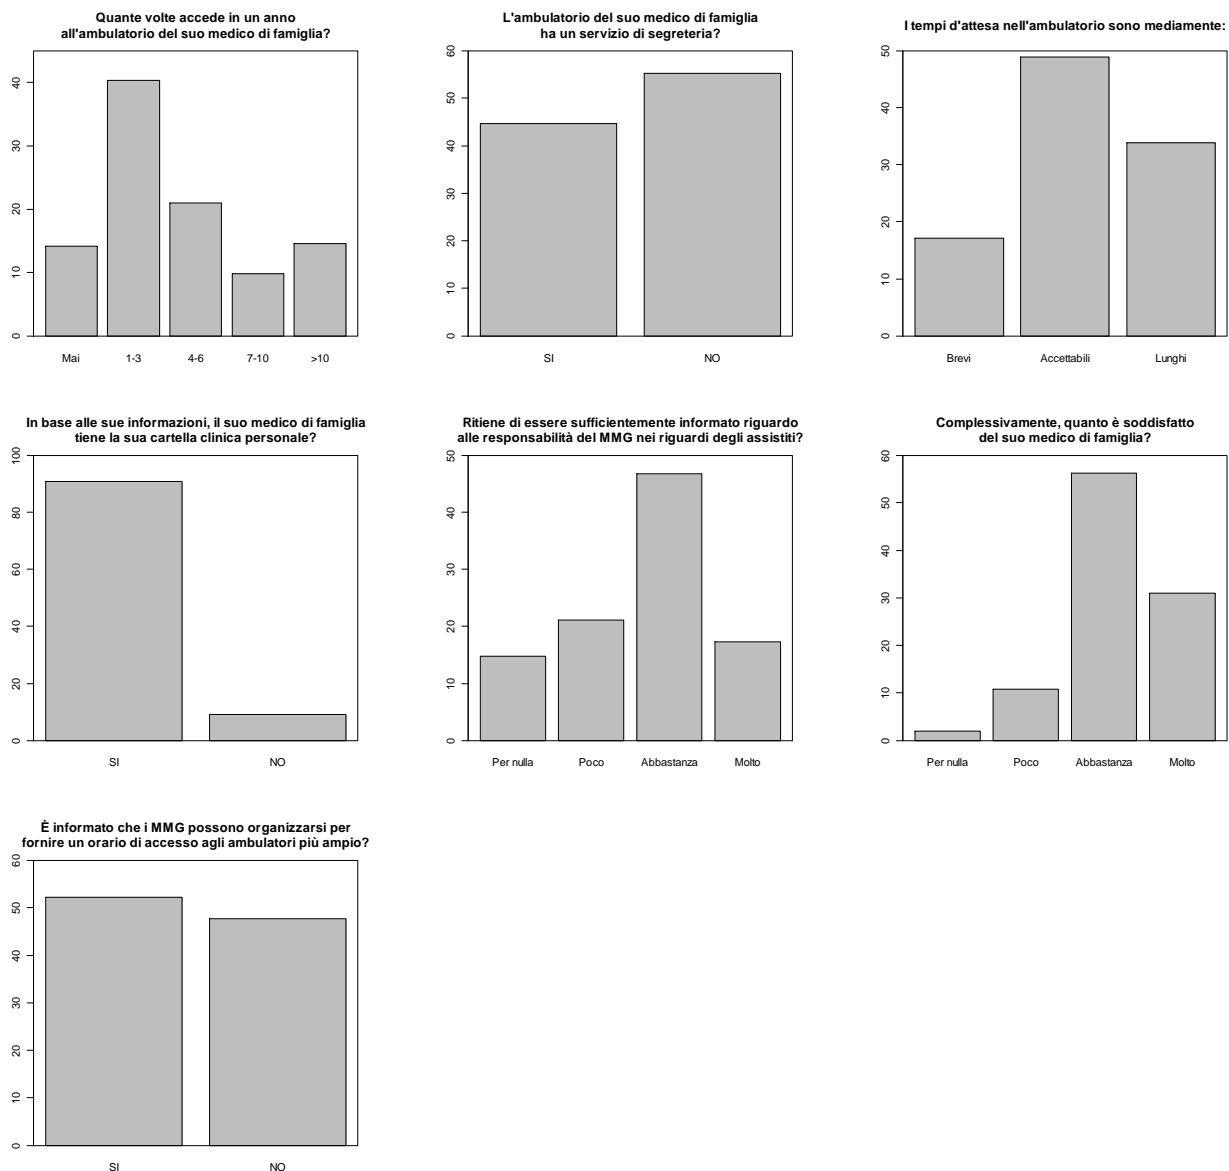 Quante volte accede in un anno
all'ambulatorio del suo medico di famiglia?
40
30
20
10
0
Mai 1-3 4-6 7-10 >10
L'ambulatorio del suo medico di famiglia
ha un servizio di segreteria?
60
50
40
30
20
10
0
SI NO
I tempi d'attesa nell'ambulatorio sono mediamente:
50
40
30
20
10
0
Brevi Accettabili Lunghi
In base alle sue informazioni, il suo medico di famiglia
tiene la sua cartella clinica personale?
100
80
60
40
20
0
SI NO
Ritiene di essere sufficientemente informato riguardo
alle responsabilità del MMG nei riguardi degli assistiti?
50
40
30
20
10
0
Per nulla Poco Abbastanza Molto
Complessivamente, quanto è soddisfatto
del suo medico di famiglia?
60
50
40
30
20
10
0
Per nulla Poco Abbastanza Molto
È informato che i MMG possono organizzarsi per
fornire un orario di accesso agli ambulatori più ampio?
60
50
40
30
20
10
0
SI NO